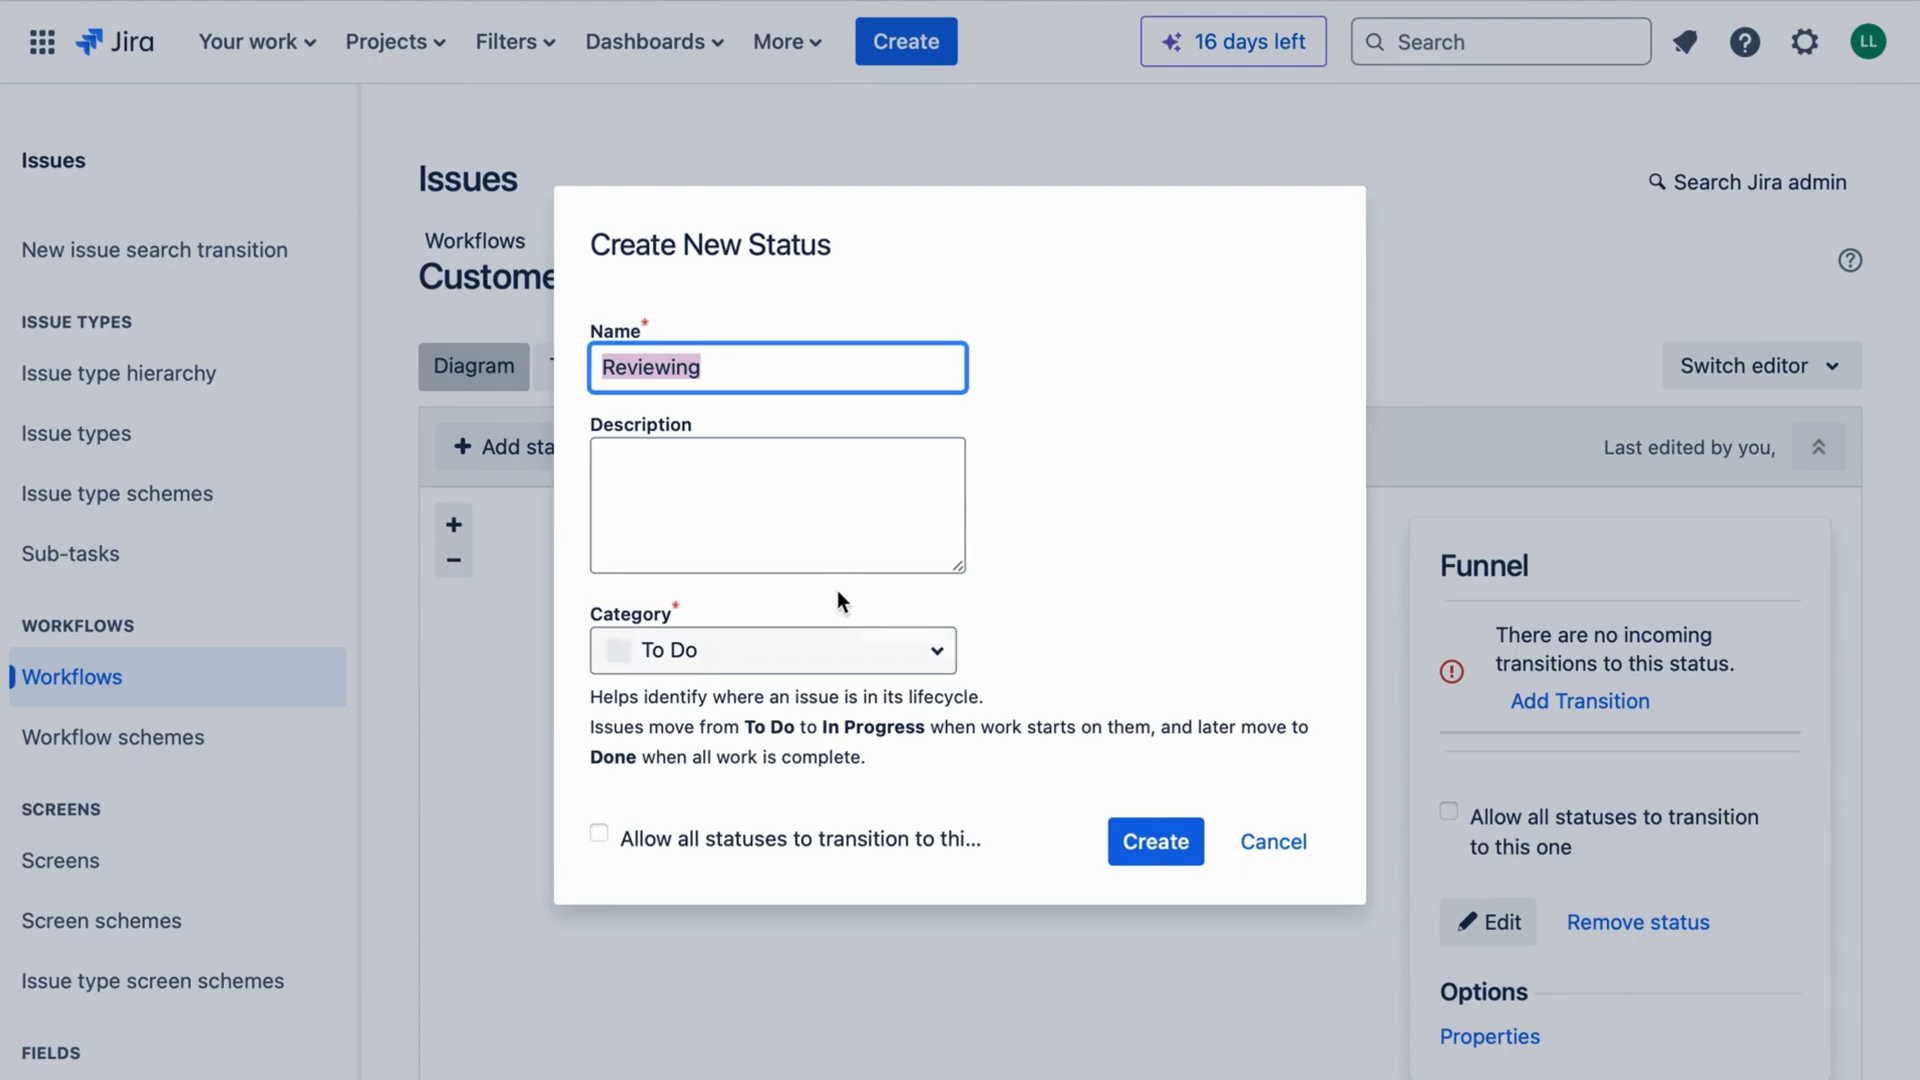 Jira
Your work
Projects
Filters
Dashboards
More
Create
16 days left
Search
LL
Issues
New issue search transition
ISSUE TYPES
Issue type hierarchy
Issue types
Issue type schemes
Sub-tasks
WORKFLOWS
Workflows
Workflow schemes
SCREENS
Screens
Screen schemes
Issue type screen schemes
FIELDS
Issues
Search Jira admin
Workflows
Custome
Diagram
Switch editor
+ Add sta
Last edited by you,
+
−
Create New Status
Name*
Reviewing
Description
Category*
To Do
Helps identify where an issue is in its lifecycle.
Issues move from To Do to In Progress when work starts on them, and later move to
Done when all work is complete.
Allow all statuses to transition to thi...
Create
Cancel
Funnel
There are no incoming
transitions to this status.
Add Transition
Allow all statuses to transition
to this one
Edit
Remove status
Options
Properties